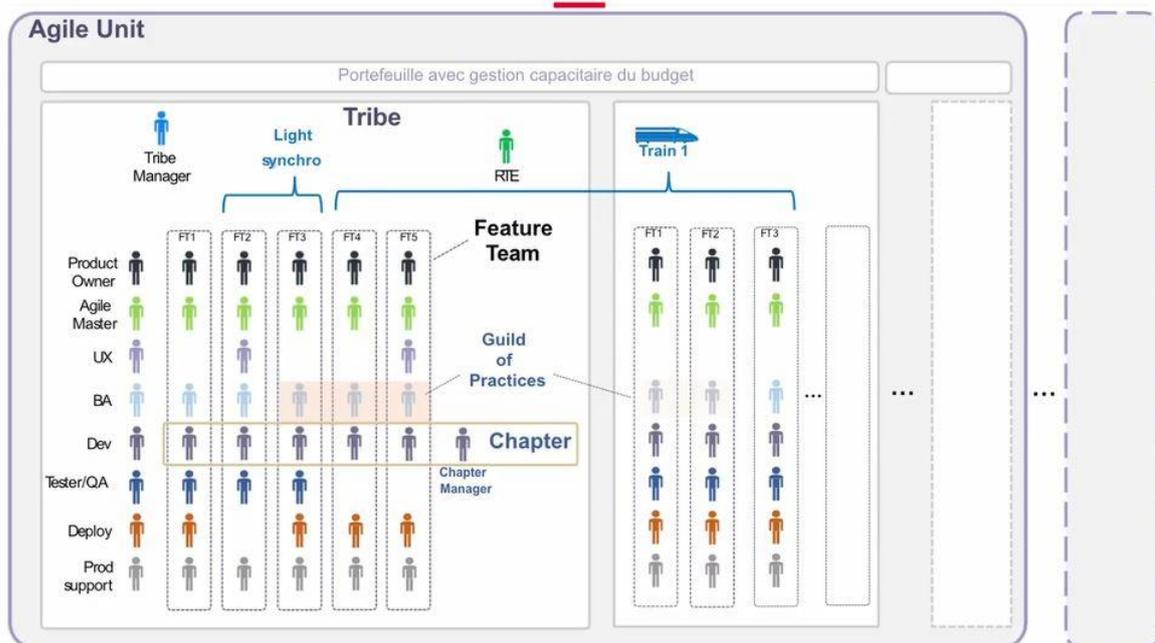 Agile Unit
Portefeuille avec gestion capacitaire du budget
Tribe
Tribe
Manager
Light
synchro
RTE
Train 1
Feature
Team
FT1
FT2
FT3
FT4
FT5
FT1
FT2
FT3
Product
Owner
Agile
Master
UX
Guild
of
Practices
BA
...
...
...
Dev
Chapter
Chapter
Manager
Tester/QA
Deploy
Prod
support